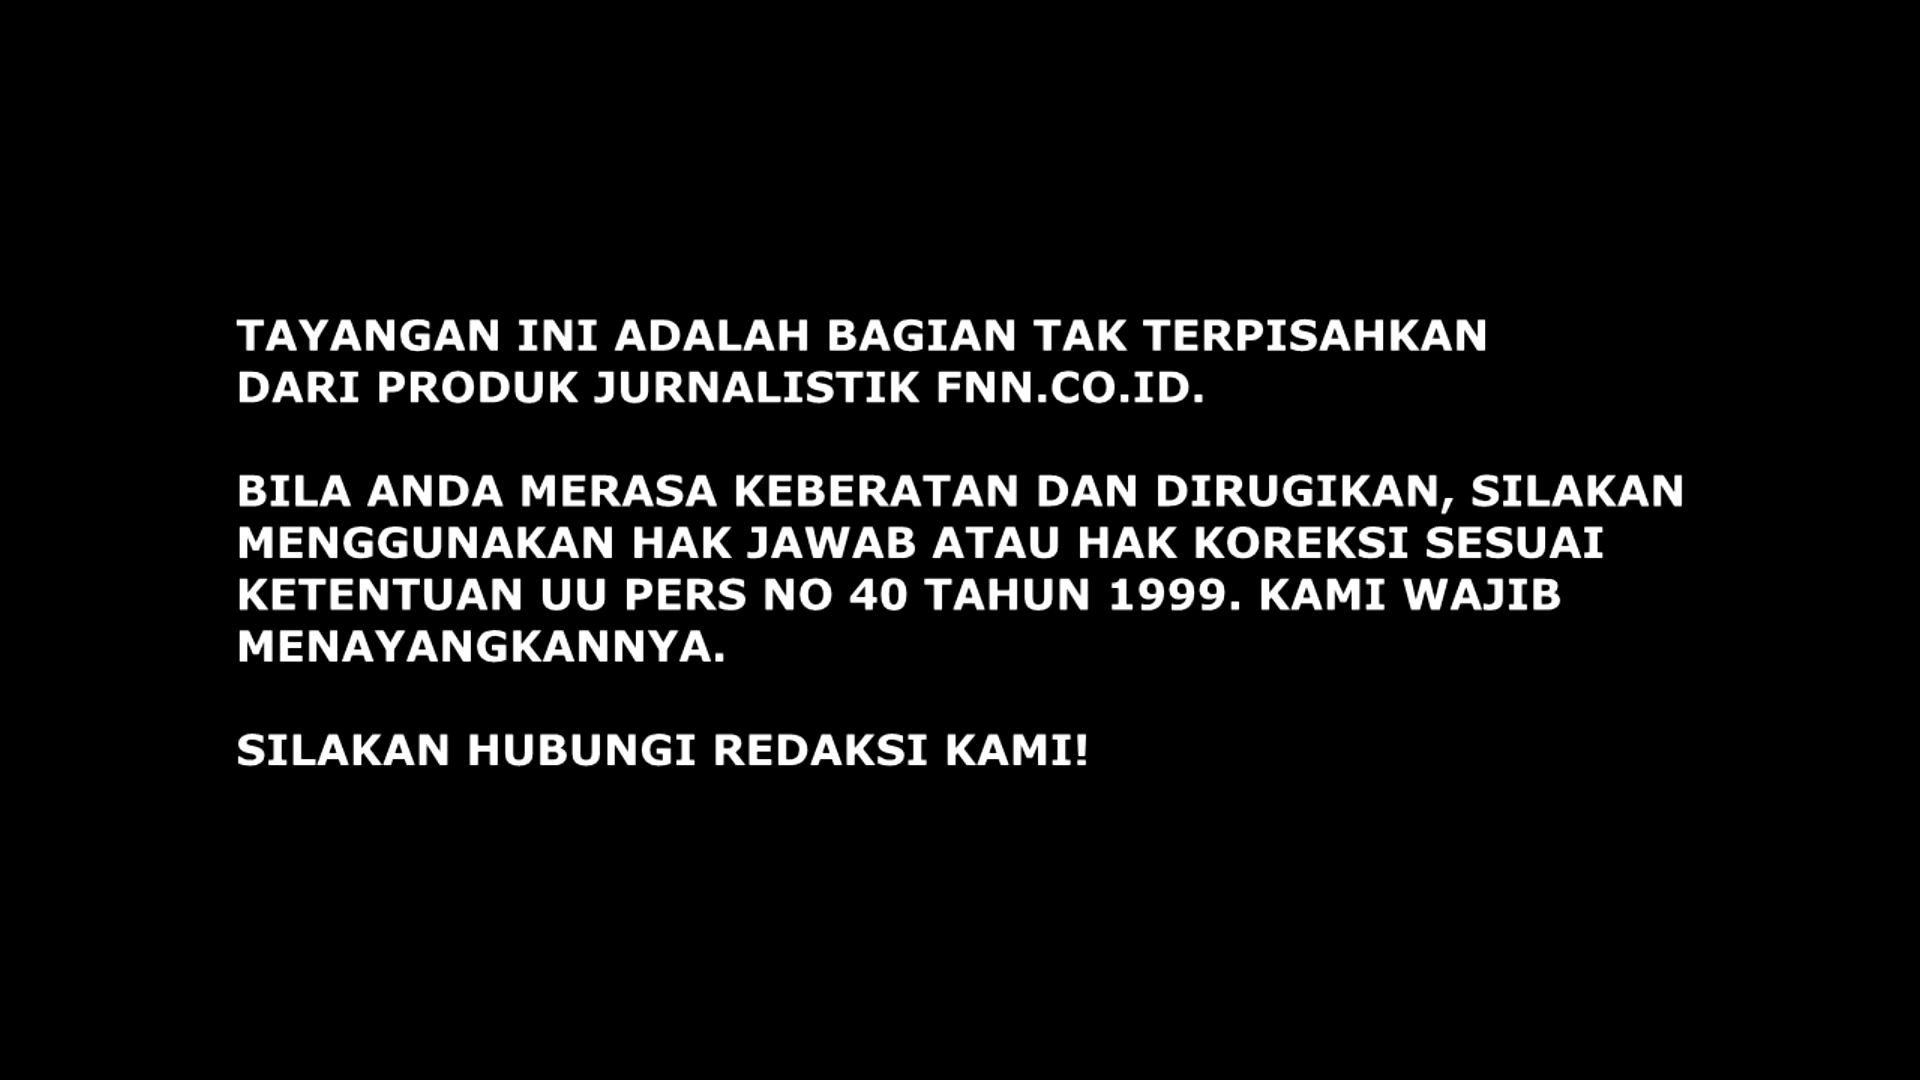 TAYANGAN INI ADALAH BAGIAN TAK TERPISAHKAN
DARI PRODUK JURNALISTIK FNN.CO.ID.
BILA ANDA MERASA KEBERATAN DAN DIRUGIKAN, SILAKAN
MENGGUNAKAN HAK JAWAB ATAU HAK KOREKSI SESUAI
KETENTUAN UU PERS NO 40 TAHUN 1999. KAMI WAJIB
MENAYANGKANNYA.
SILAKAN HUBUNGI REDAKSI KAMI!